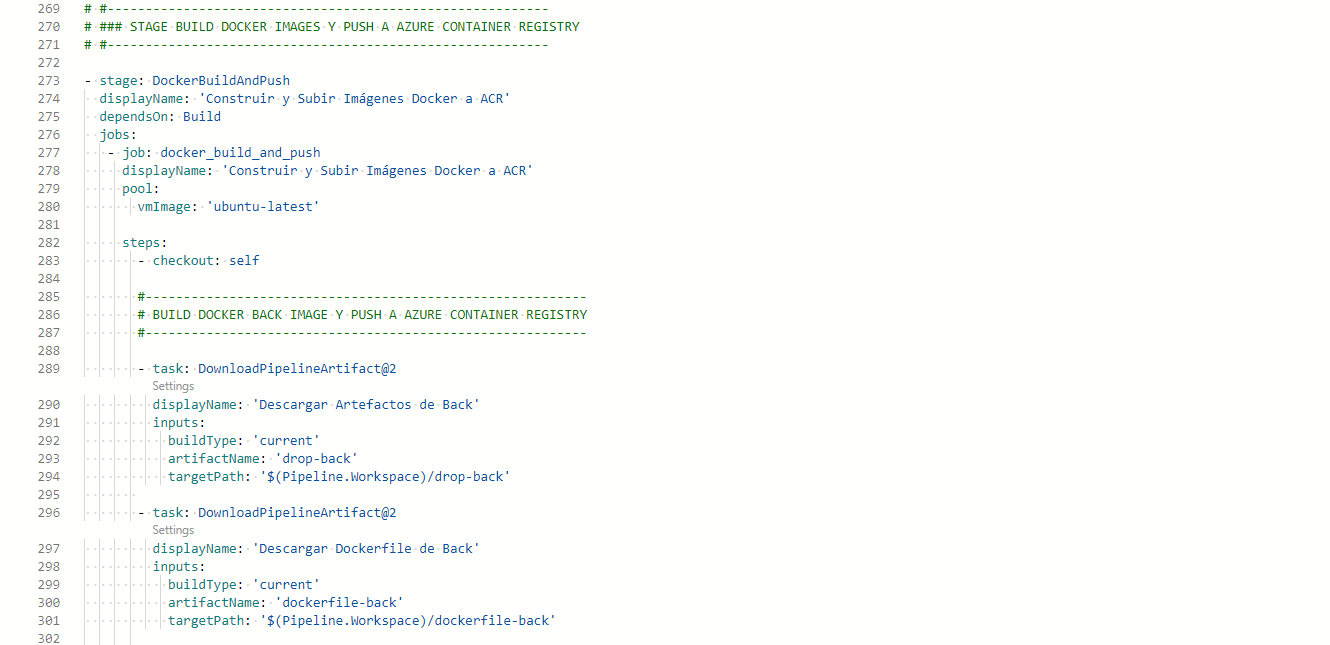 269 # #----------------------------------------------------------
270 # ### STAGE BUILD DOCKER IMAGES Y PUSH A AZURE CONTAINER REGISTRY
271 # #----------------------------------------------------------
272
273 - stage: DockerBuildAndPush
274   displayName: 'Construir y Subir Imágenes Docker a ACR'
275   dependsOn: Build
276   jobs:
277    - job: docker_build_and_push
278      displayName: 'Construir y Subir Imágenes Docker a ACR'
279      pool:
280        vmImage: 'ubuntu-latest'
281
282      steps:
283        - checkout: self
284
285        #----------------------------------------------------------
286        # BUILD DOCKER BACK IMAGE Y PUSH A AZURE CONTAINER REGISTRY
287        #----------------------------------------------------------
288
289        - task: DownloadPipelineArtifact@2
Settings
290          displayName: 'Descargar Artefactos de Back'
291          inputs:
292            buildType: 'current'
293            artifactName: 'drop-back'
294            targetPath: '$(Pipeline.Workspace)/drop-back'
295
296        - task: DownloadPipelineArtifact@2
Settings
297          displayName: 'Descargar Dockerfile de Back'
298          inputs:
299            buildType: 'current'
300            artifactName: 'dockerfile-back'
301            targetPath: '$(Pipeline.Workspace)/dockerfile-back'
302